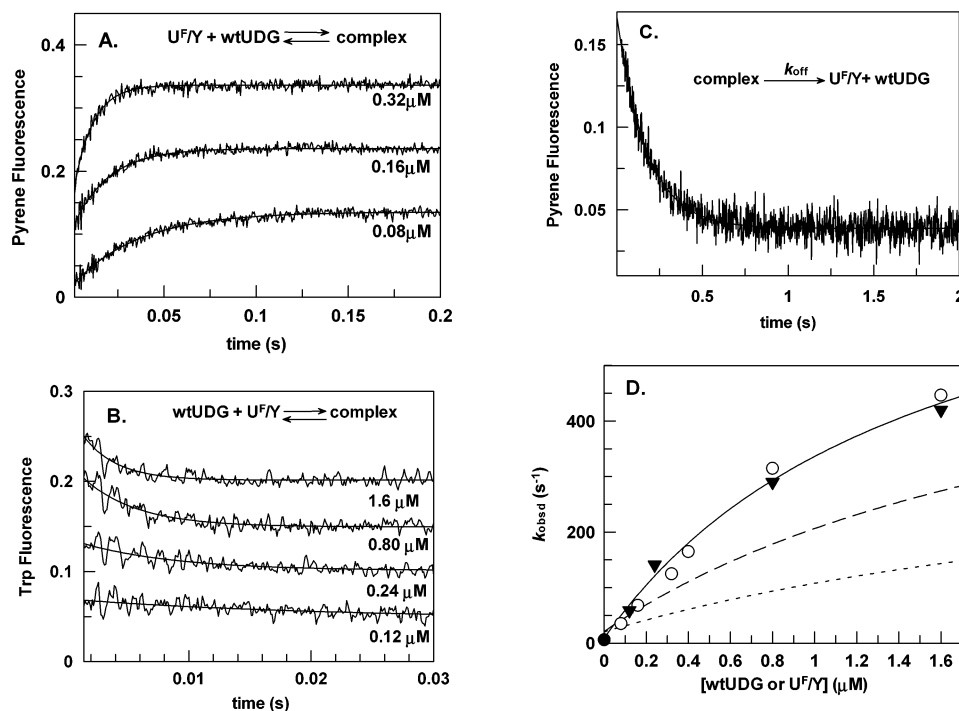 A.
U^F/Y + wtUDG ⇌ complex
Pyrene Fluorescence
0.4
0.2
0
0.32μM
0.16μM
0.08μM
0.05
0.1
0.15
0.2
time (s)
C.
complex k_off → U^F/Y+ wtUDG
Pyrene Fluorescence
0.15
0.1
0.05
0.5
1
1.5
2
time (s)
B.
wtUDG + U^F/Y ⇌ complex
Trp Fluorescence
0.3
0.2
0.1
0
1.6 μM
0.80 μM
0.24 μM
0.12 μM
0.01
0.02
0.03
time (s)
D.
k_obsd (s^-1)
400
200
0
0
0.2
0.4
0.6
0.8
1
1.2
1.4
1.6
[wtUDG or U^F/Y] (μM)